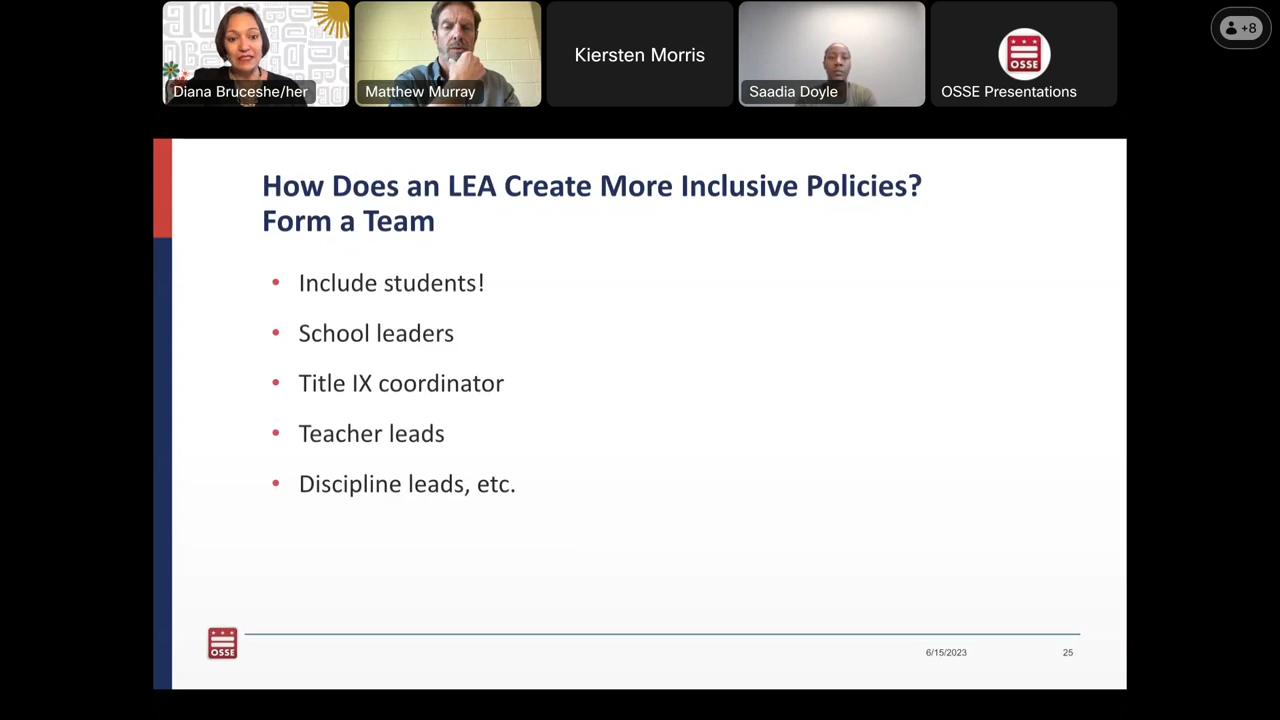 +8
Kiersten Morris
OSSE
Diana Bruceshe/her
Matthew Murray
Saadia Doyle
OSSE Presentations
How Does an LEA Create More Inclusive Policies?
Form a Team
• Include students!
• School leaders
• Title IX coordinator
• Teacher leads
• Discipline leads, etc.
OSSE
6/15/2023
25